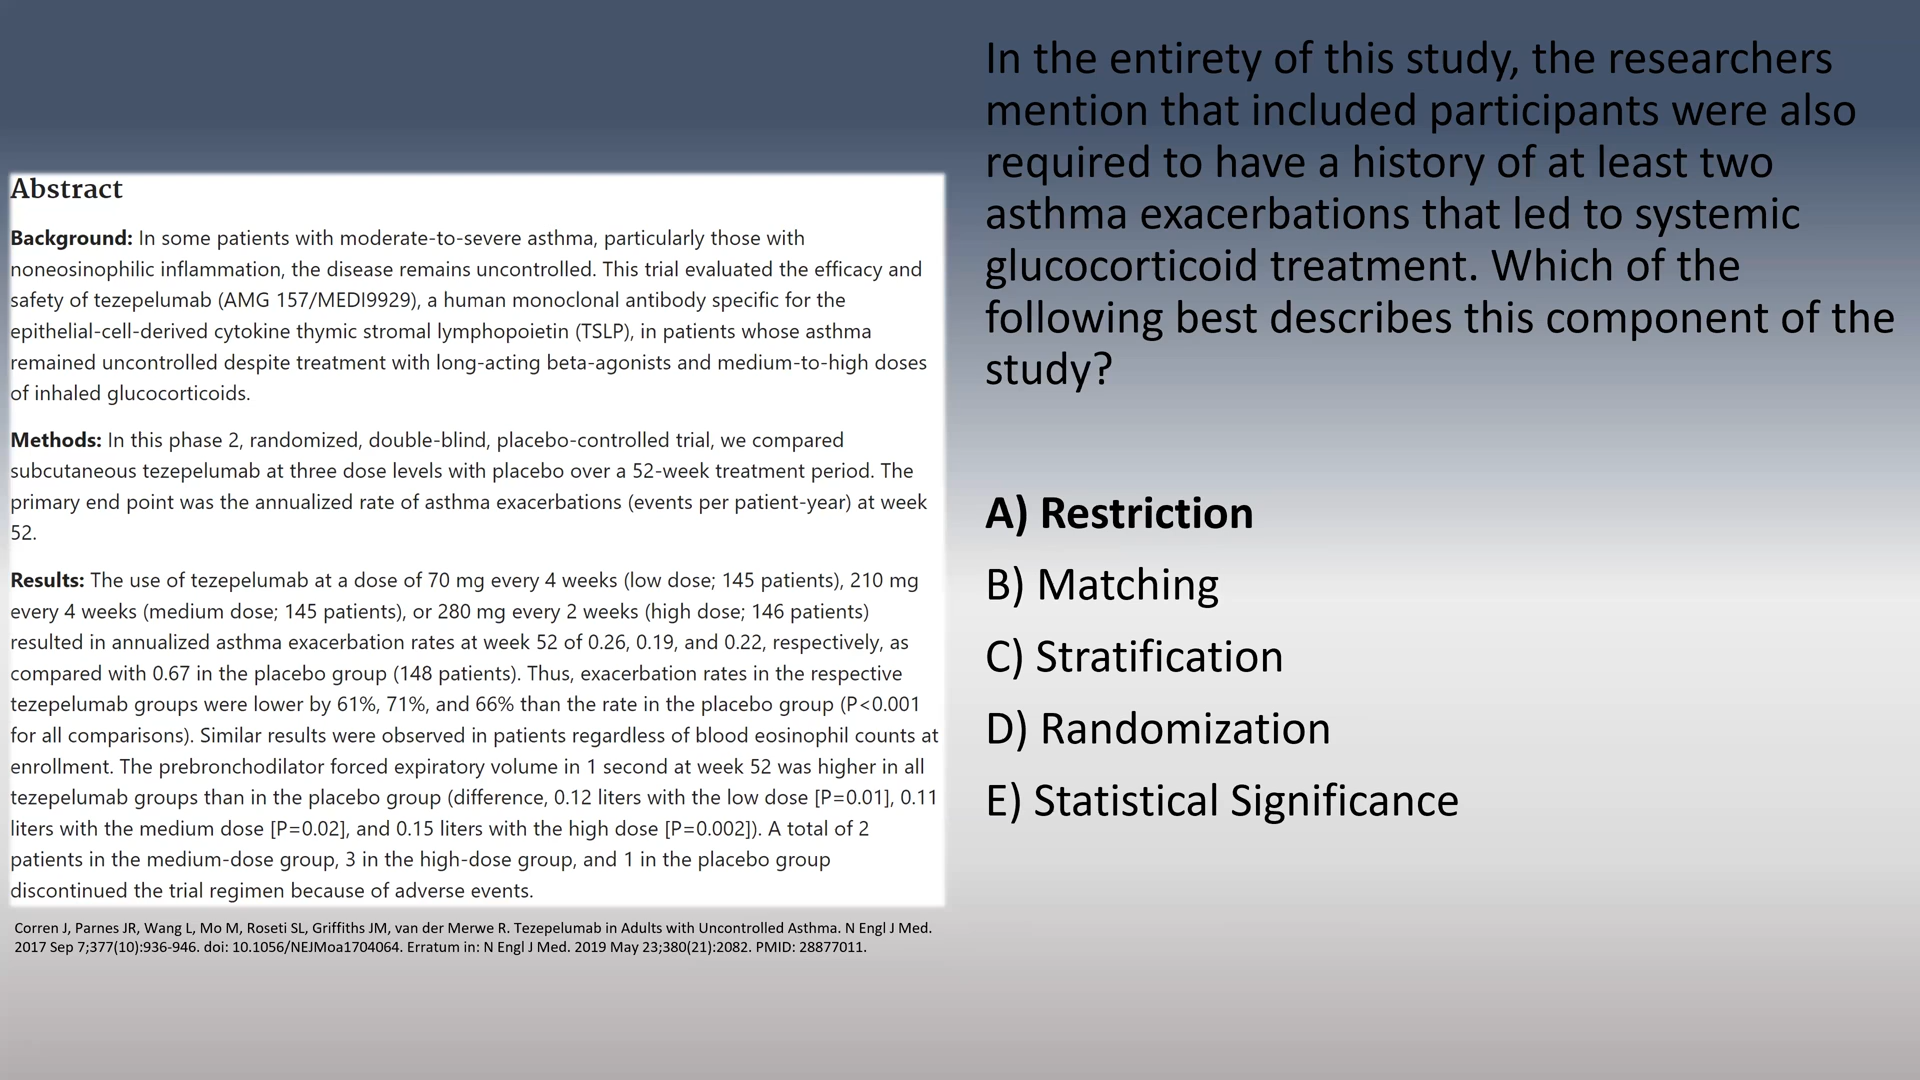 Abstract
Background: In some patients with moderate-to-severe asthma, particularly those with
noneosinophilic inflammation, the disease remains uncontrolled. This trial evaluated the efficacy and
safety of tezepelumab (AMG 157/MEDI9929), a human monoclonal antibody specific for the
epithelial-cell-derived cytokine thymic stromal lymphopoietin (TSLP), in patients whose asthma
remained uncontrolled despite treatment with long-acting beta-agonists and medium-to-high doses
of inhaled glucocorticoids.
Methods: In this phase 2, randomized, double-blind, placebo-controlled trial, we compared
subcutaneous tezepelumab at three dose levels with placebo over a 52-week treatment period. The
primary end point was the annualized rate of asthma exacerbations (events per patient-year) at week
52.
Results: The use of tezepelumab at a dose of 70 mg every 4 weeks (low dose; 145 patients), 210 mg
every 4 weeks (medium dose; 145 patients), or 280 mg every 2 weeks (high dose; 146 patients)
resulted in annualized asthma exacerbation rates at week 52 of 0.26, 0.19, and 0.22, respectively, as
compared with 0.67 in the placebo group (148 patients). Thus, exacerbation rates in the respective
tezepelumab groups were lower by 61%, 71%, and 66% than the rate in the placebo group (P<0.001
for all comparisons). Similar results were observed in patients regardless of blood eosinophil counts at
enrollment. The prebronchodilator forced expiratory volume in 1 second at week 52 was higher in all
tezepelumab groups than in the placebo group (difference, 0.12 liters with the low dose [P=0.01], 0.11
liters with the medium dose [P=0.02], and 0.15 liters with the high dose [P=0.002]). A total of 2
patients in the medium-dose group, 3 in the high-dose group, and 1 in the placebo group
discontinued the trial regimen because of adverse events.
Corren J, Parnes JR, Wang L, Mo M, Roseti SL, Griffiths JM, van der Merwe R. Tezepelumab in Adults with Uncontrolled Asthma. N Engl J Med.
2017 Sep 7;377(10):936-946. doi: 10.1056/NEJMoa1704064. Erratum in: N Engl J Med. 2019 May 23;380(21):2082. PMID: 28877011.
In the entirety of this study, the researchers
mention that included participants were also
required to have a history of at least two
asthma exacerbations that led to systemic
glucocorticoid treatment. Which of the
following best describes this component of the
study?
A) Restriction
B) Matching
C) Stratification
D) Randomization
E) Statistical Significance